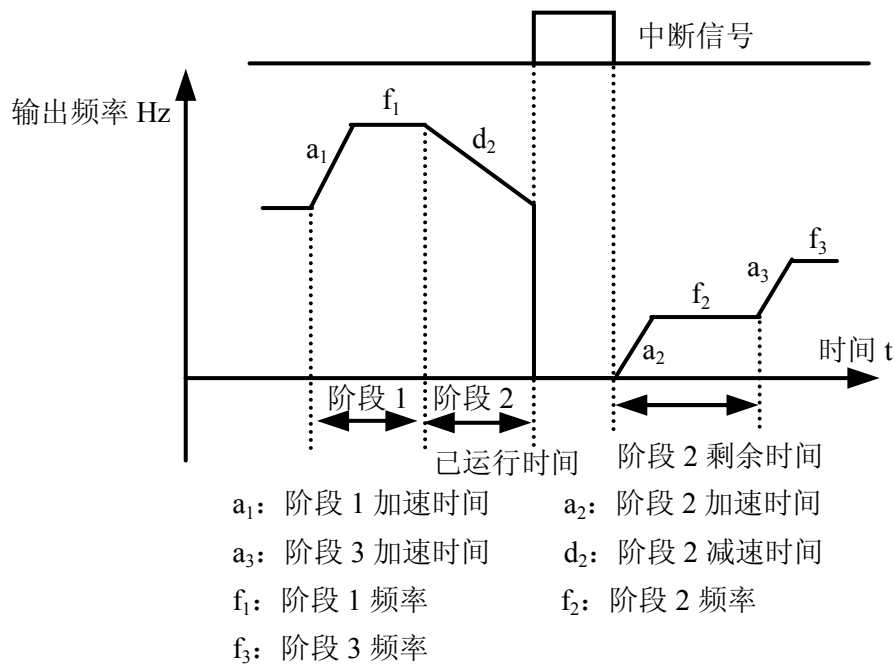 中断信号
输出频率 Hz
f₁
a₁
d₂
f₃
a₃
f₂
a₂
时间 t
阶段 1
阶段 2
已运行时间
阶段 2 剩余时间
a₁：阶段 1 加速时间
a₂：阶段 2 加速时间
a₃：阶段 3 加速时间
d₂：阶段 2 减速时间
f₁：阶段 1 频率
f₂：阶段 2 频率
f₃：阶段 3 频率